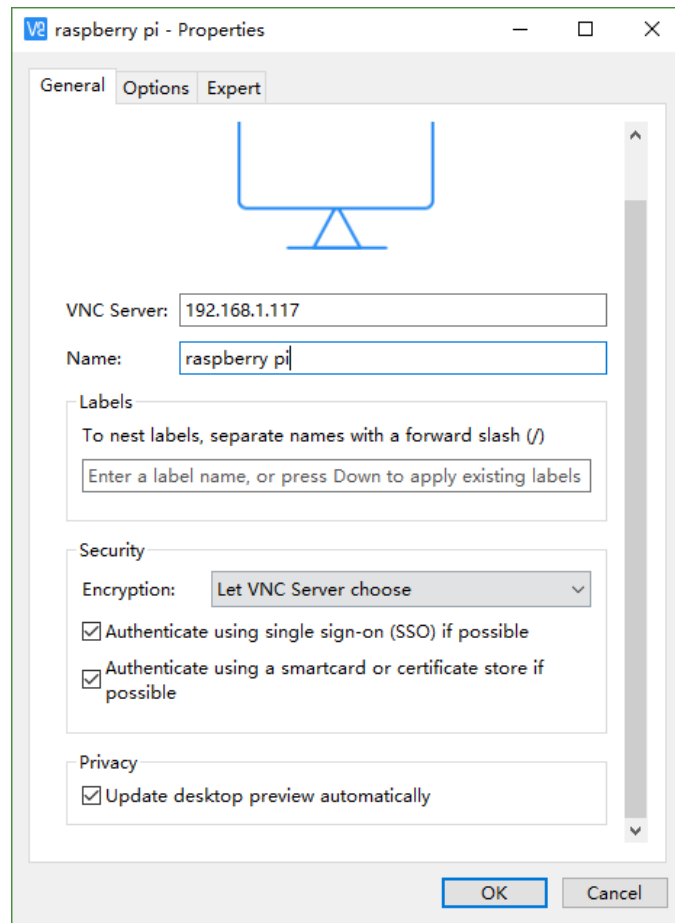 raspberry pi - Properties
General Options Expert
VNC Server: 192.168.1.117
Name: raspberry pi
Labels
To nest labels, separate names with a forward slash (/)
Enter a label name, or press Down to apply existing labels
Security
Encryption: Let VNC Server choose
Authenticate using single sign-on (SSO) if possible
Authenticate using a smartcard or certificate store if
possible
Privacy
Update desktop preview automatically
OK Cancel